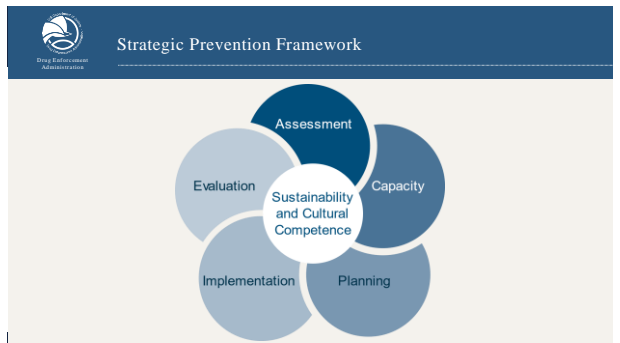 Strategic Prevention Framework
Drug Enforcement
Administration
Assessment
Capacity
Planning
Implementation
Evaluation
Sustainability
and Cultural
Competence